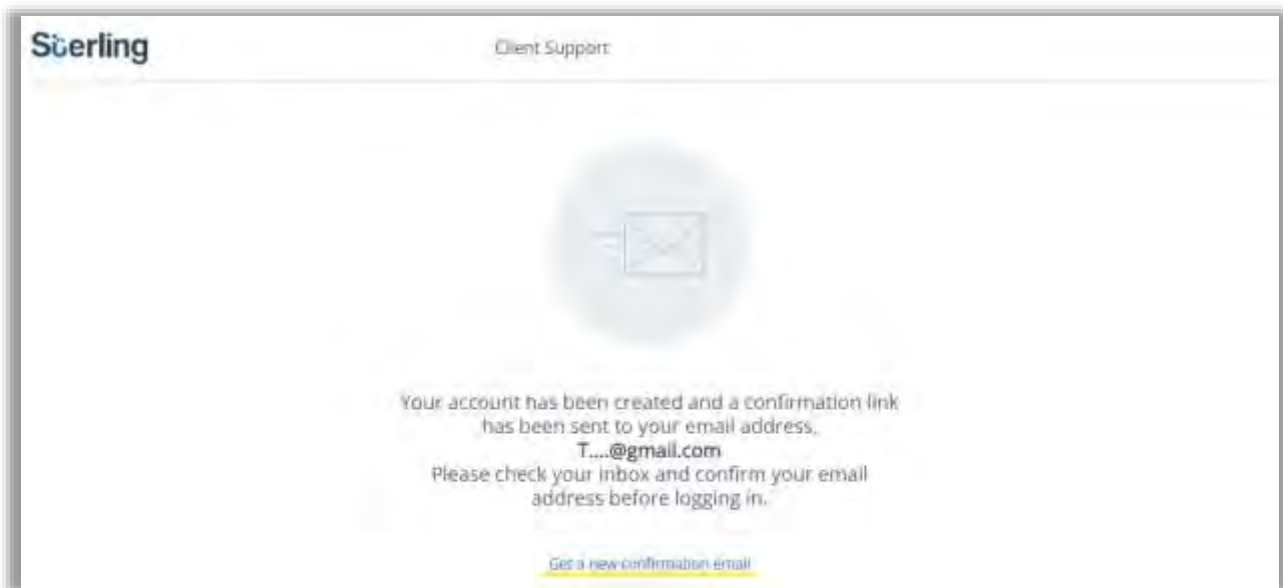 Sterling
Client Support
Your account has been created and a confirmation link
has been sent to your email address,
T....@gmail.com
Please check your inbox and confirm your email
address before logging in.
Get a new confirmation email